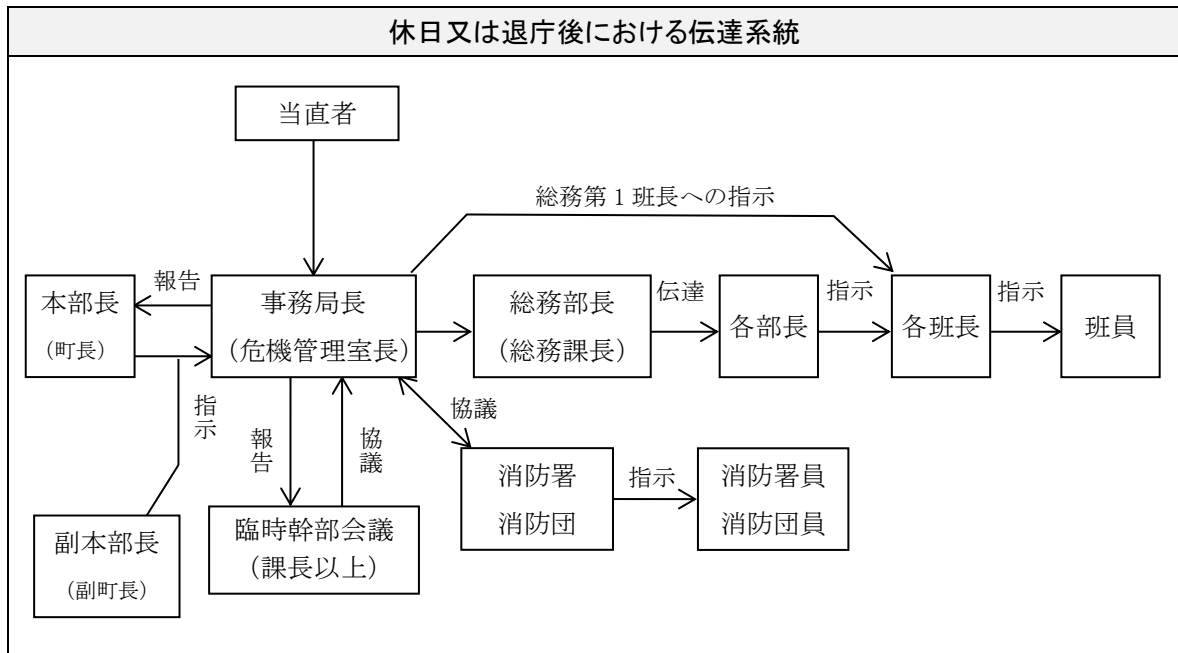 休日又は退庁後における伝達系統
当直者
総務第1班長への指示
本部長
（町長）
報告
事務局長
（危機管理室長）
総務部長
（総務課長）
伝達
各部長
指示
各班長
指示
班員
指示
報告
協議
協議
消防署
消防団
指示
消防署員
消防団員
副本部長
（副町長）
臨時幹部会議
（課長以上）